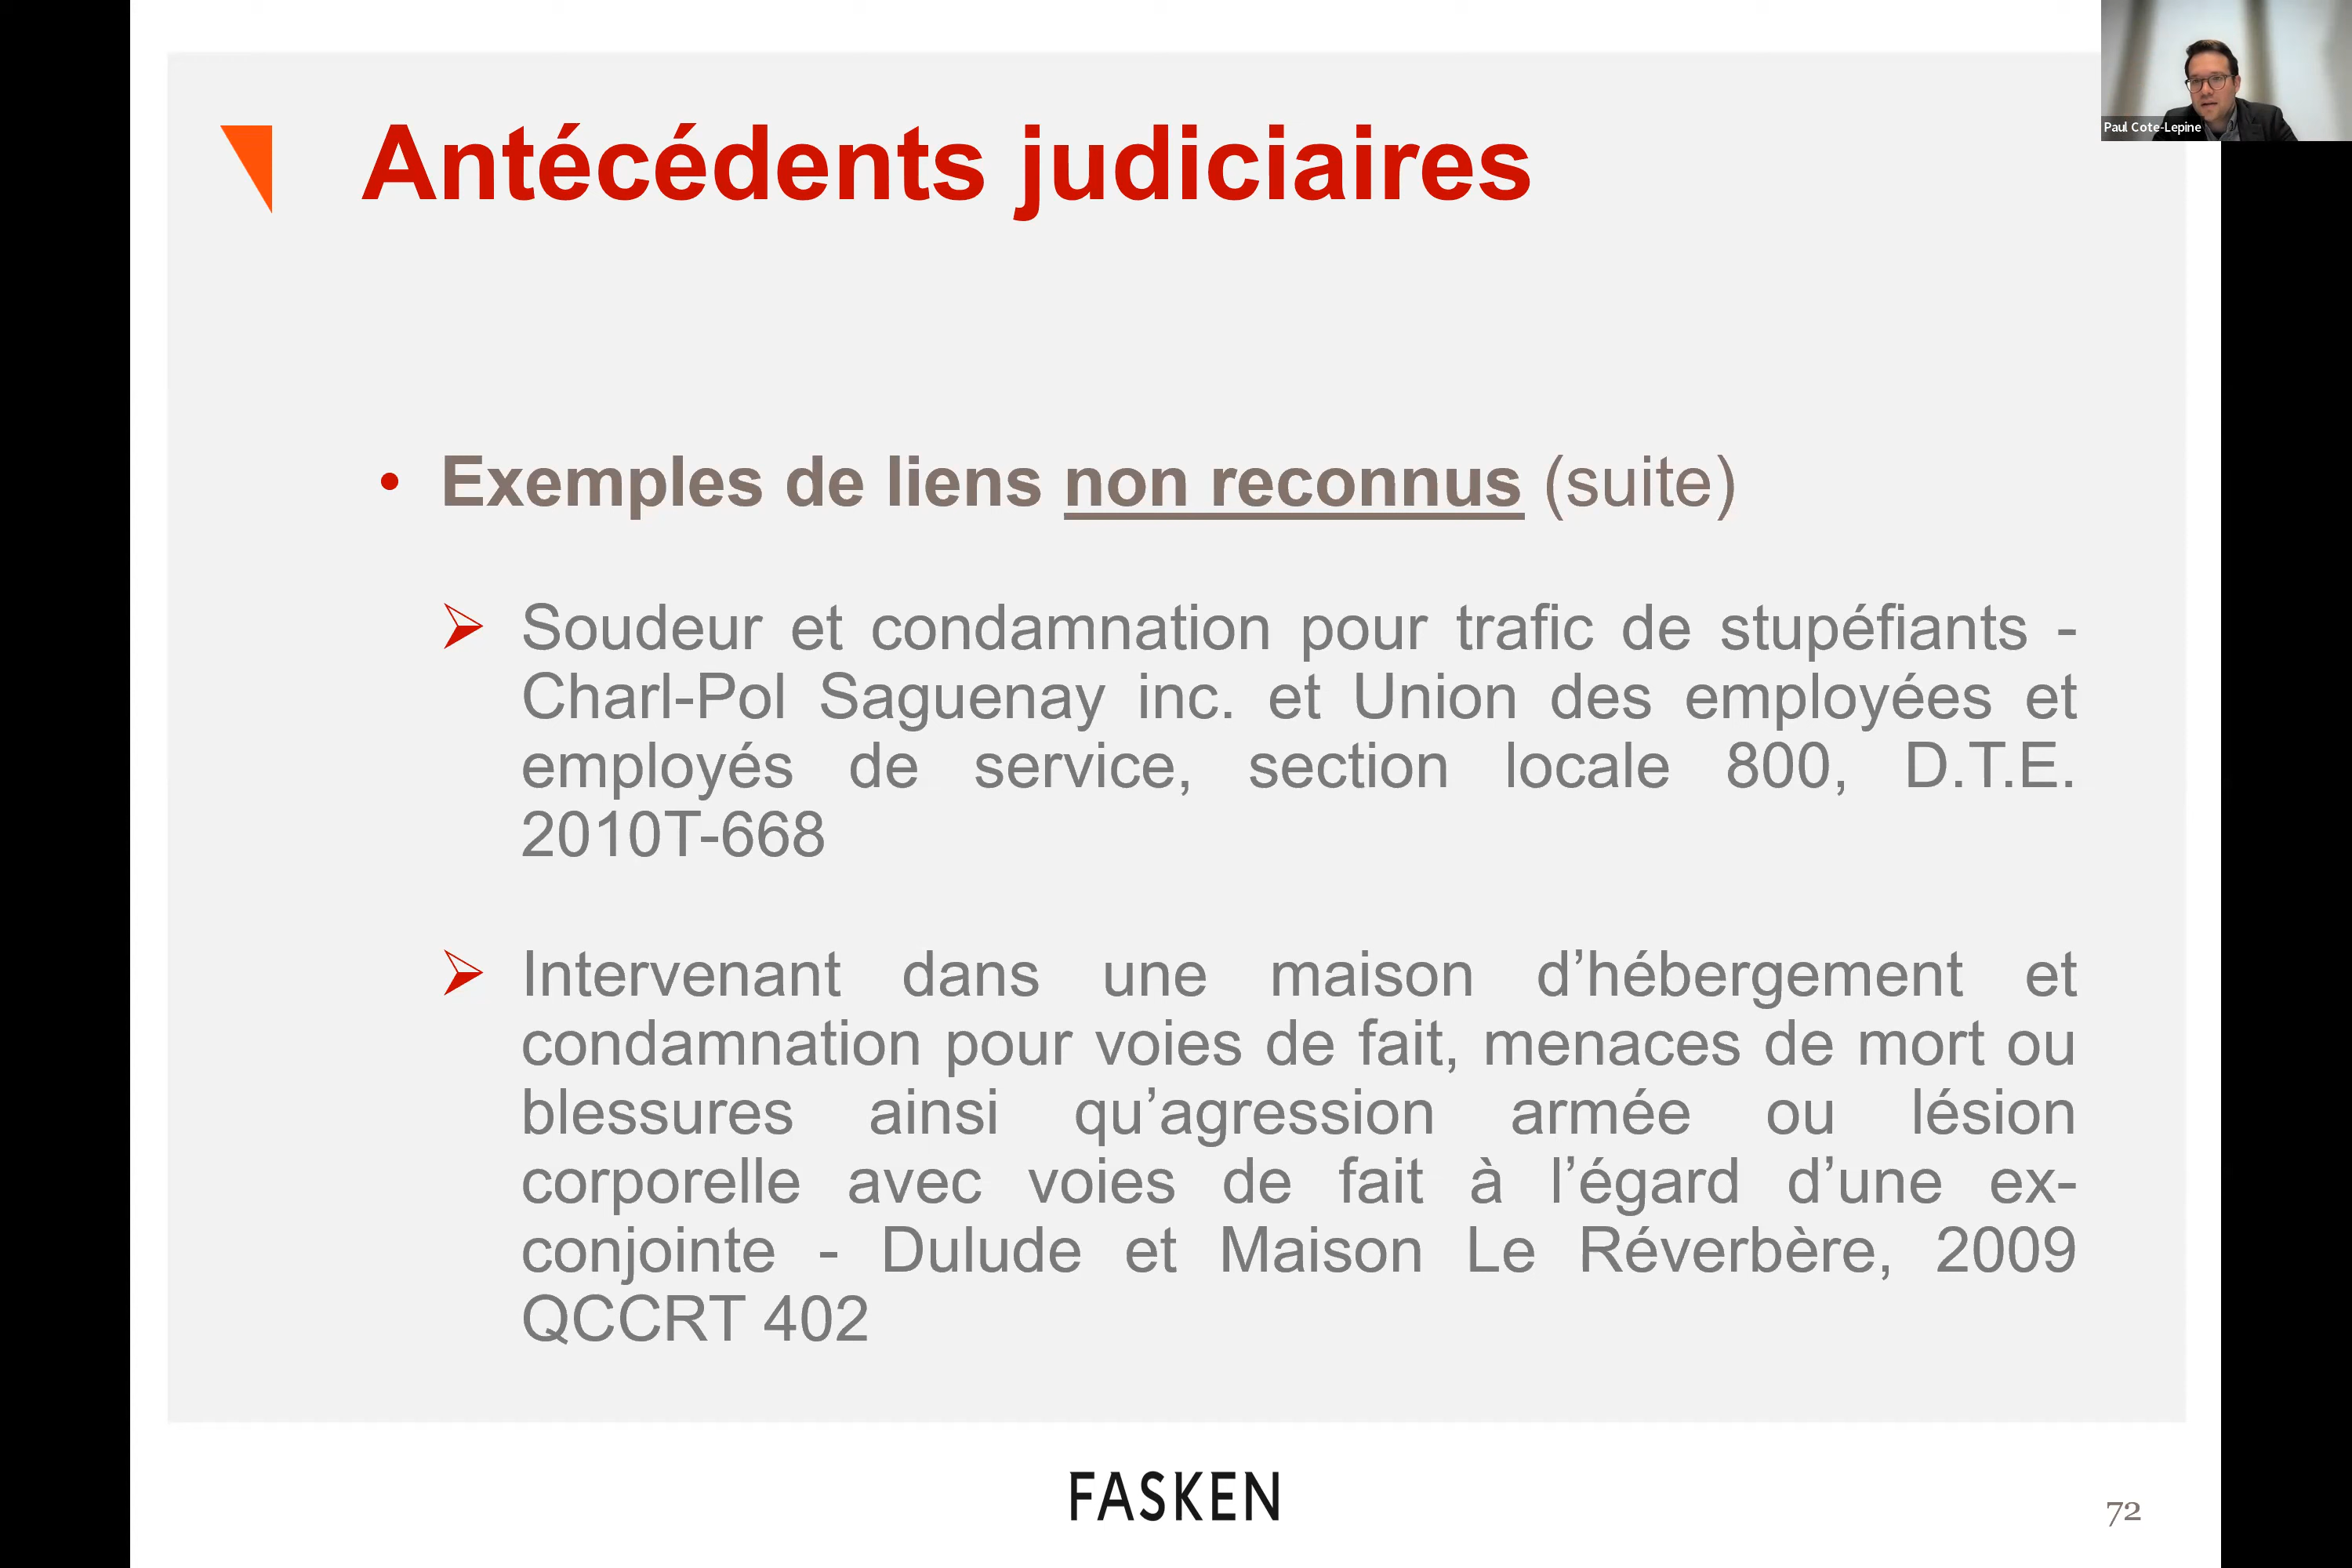 Paul Cote-Lepine
Antécédents judiciaires
• Exemples de liens non reconnus (suite)
Soudeur et condamnation pour trafic de stupéfiants -
Charl-Pol Saguenay inc. et Union des employées et
employés de service, section locale 800, D.T.E.
2010T-668
Intervenant dans une maison d’hébergement et
condamnation pour voies de fait, menaces de mort ou
blessures ainsi qu’agression armée ou lésion
corporelle avec voies de fait à l’égard d’une ex-
conjointe - Dulude et Maison Le Réverbère, 2009
QCCRT 402
FASKEN
72